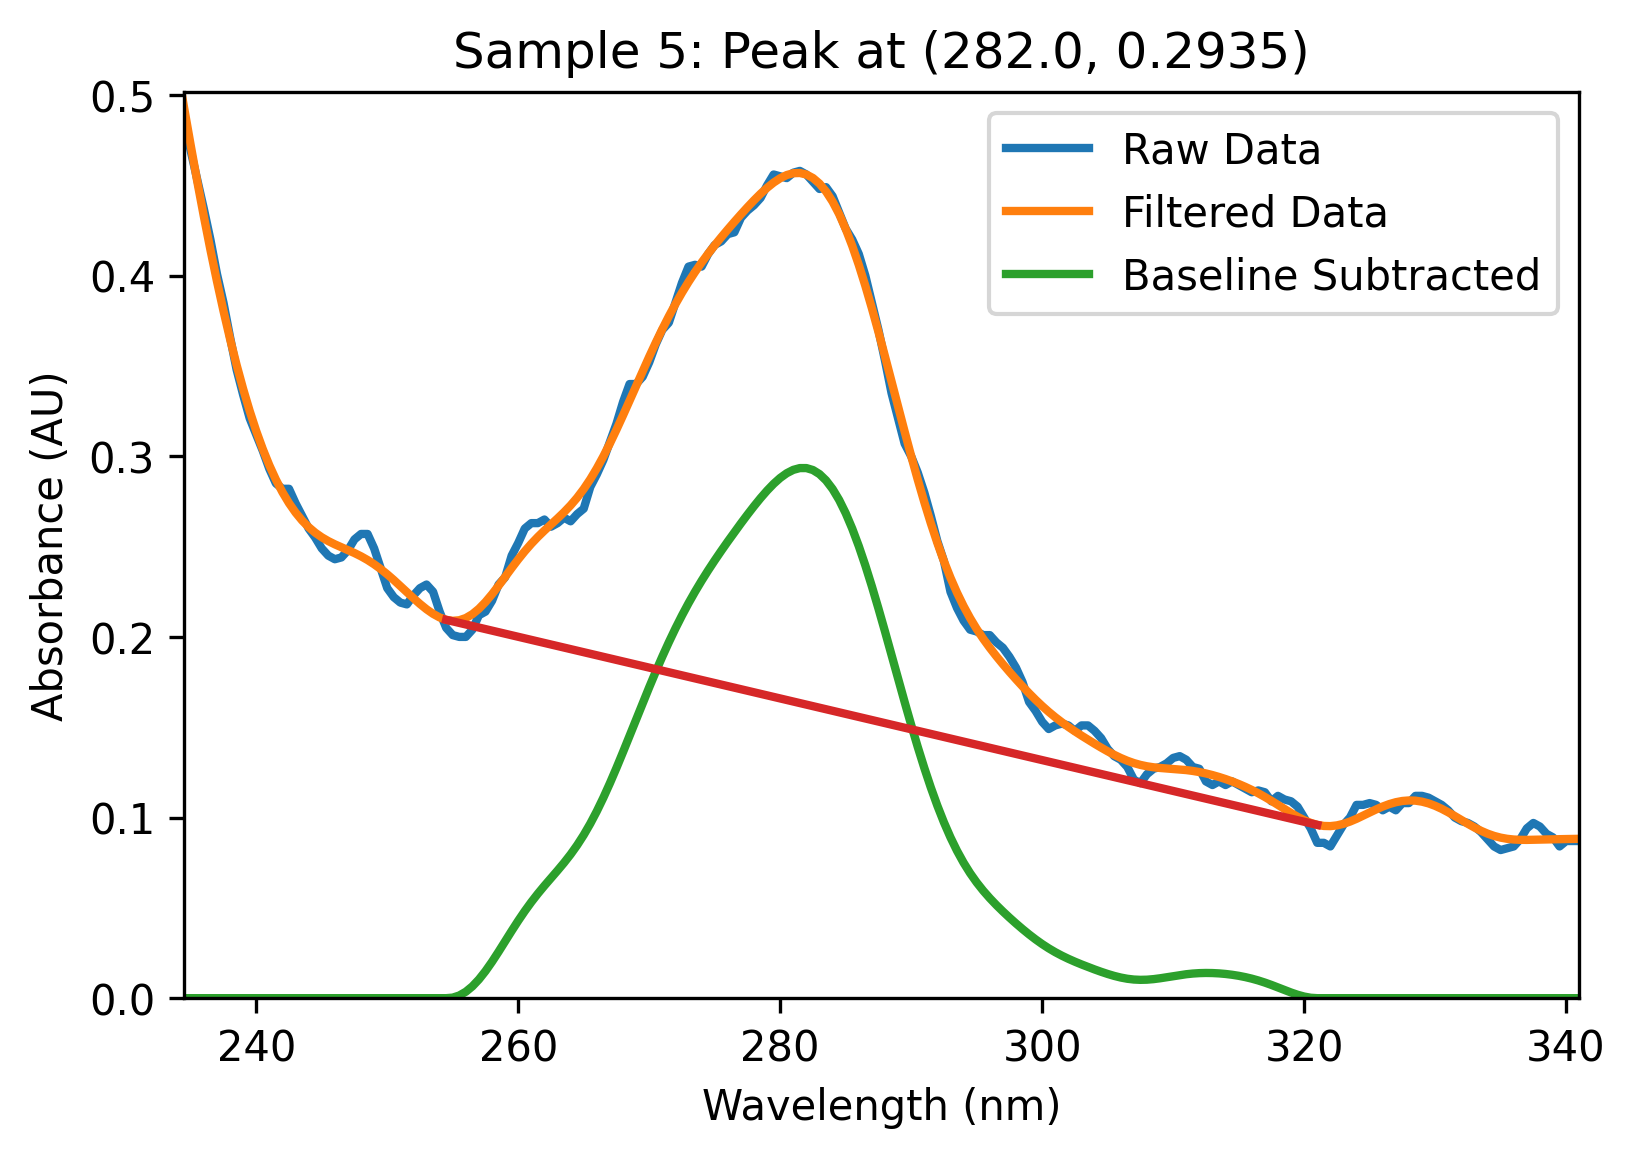 Sample 5: Peak at (282.0, 0.2935)
Raw Data
Filtered Data
Baseline Subtracted
Absorbance (AU)
0.5
0.4
0.3
0.2
0.1
0.0
240 260 280 300 320 340
Wavelength (nm)